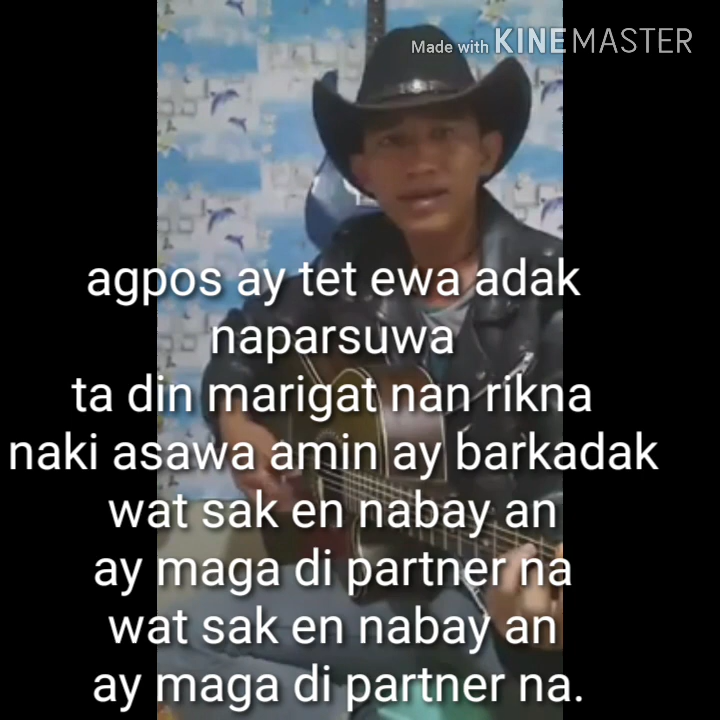 Made with KINEMASTER
agpos ay tet ewa adak
naparsuwa
ta din marigat nan rikna
naki asawa amin ay barkadak
wat sak en nabay an
ay maga di partner na
wat sak en nabay an
ay maga di partner na.